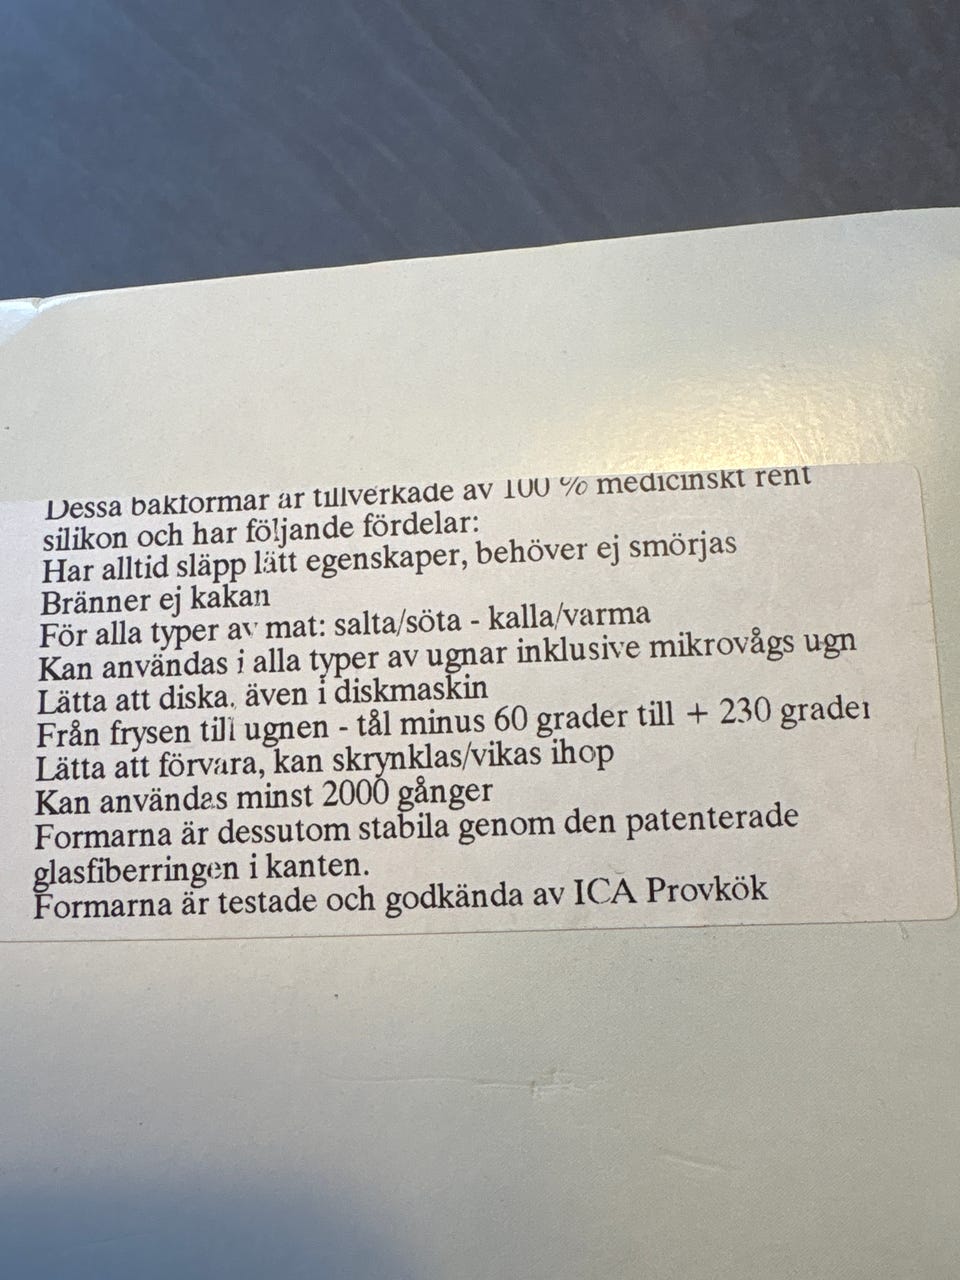 Dessa bakformar är tillverkade av 100 % medicinskt rent
silikon och har följande fördelar:
Har alltid släpp lätt egenskaper, behöver ej smörjas
Bränner ej kakan
För alla typer av mat: salta/söta - kalla/varma
Kan användas i alla typer av ugnar inklusive mikrovågs ugn
Lätta att diska, även i diskmaskin
Från frysen till ugnen - tål minus 60 grader till + 230 grader
Lätta att förvara, kan skrynklas/vikas ihop
Kan användas minst 2000 gånger
Formarna är dessutom stabila genom den patenterade
glasfiberringen i kanten.
Formarna är testade och godkända av ICA Provkök